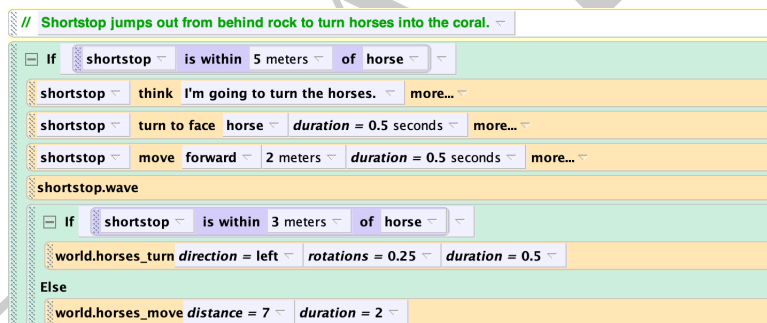 // Shortstop jumps out from behind rock to turn horses into the coral.
If shortstop is within 5 meters of horse
shortstop think I'm going to turn the horses. more...
shortstop turn to face horse duration = 0.5 seconds more...
shortstop move forward 2 meters duration = 0.5 seconds more...
shortstop.wave
If shortstop is within 3 meters of horse
world.horses_turn direction = left rotations = 0.25 duration = 0.5
Else
world.horses_move distance = 7 duration = 2